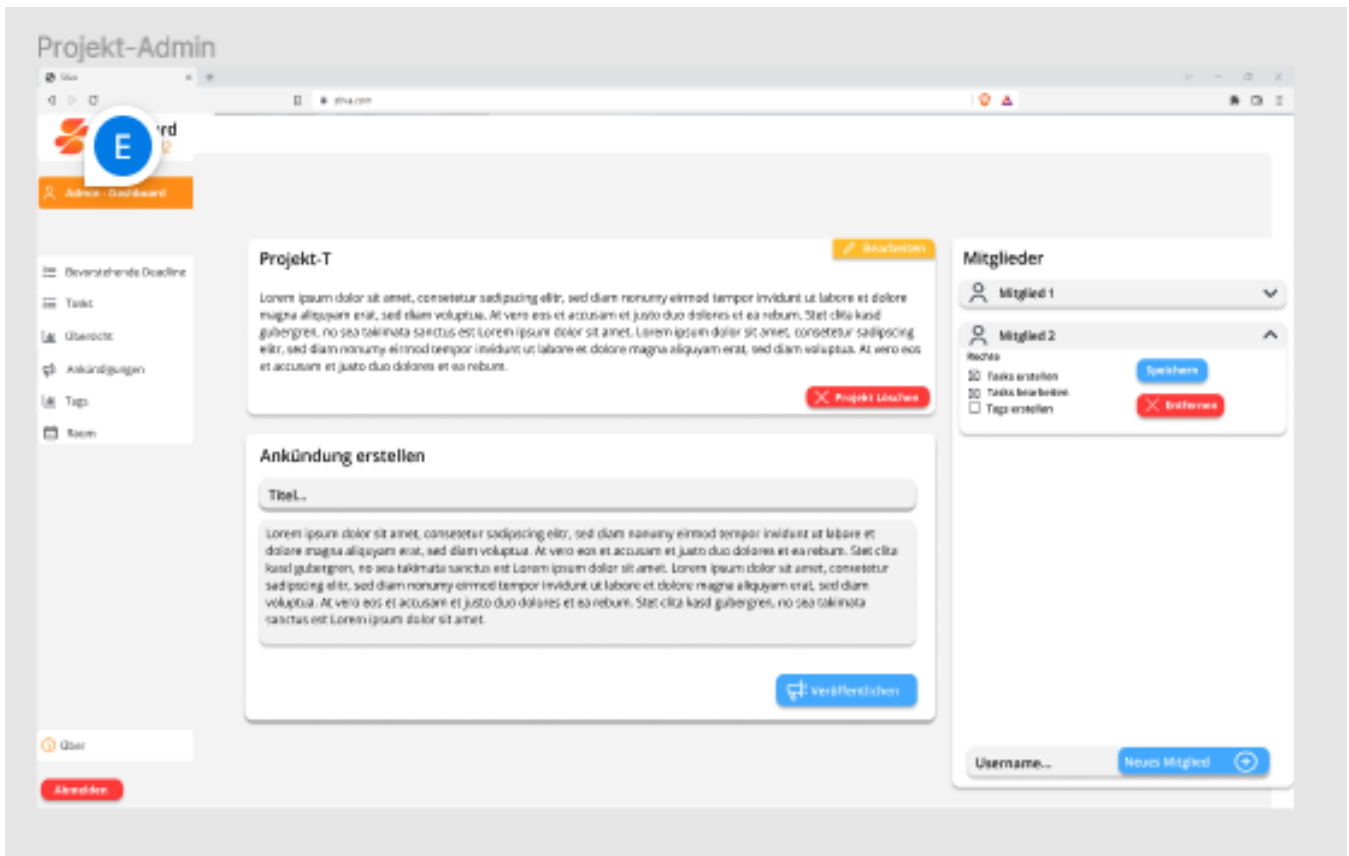 Projekt-Admin
E
rd
Admin - Dashboard
Bevorstehende Deadline
Tasks
Übersicht
Ankündigungen
Tags
Room
Über
Abmelden
Projekt-T
Bearbeiten
Lorem ipsum dolor sit amet, consetetur sadipscing elitr, sed diam nonumy eirmod tempor invidunt ut labore et dolore
magna aliquyam erat, sed diam voluptua. At vero eos et accusam et justo duo dolores et ea rebum. Stet clita kasd
gubergren, no sea takimata sanctus est Lorem ipsum dolor sit amet. Lorem ipsum dolor sit amet, consetetur sadipscing
elitr, sed diam nonumy eirmod tempor invidunt ut labore et dolore magna aliquyam erat, sed diam voluptua. At vero eos
et accusam et justo duo dolores et ea rebum.
Projekt Löschen
Ankündung erstellen
Titel...
Lorem ipsum dolor sit amet, consetetur sadipscing elitr, sed diam nonumy eirmod tempor invidunt ut labore et
dolore magna aliquyam erat, sed diam voluptua. At vero eos et accusam et justo duo dolores et ea rebum. Stet clita
kasd gubergren, no sea takimata sanctus est Lorem ipsum dolor sit amet. Lorem ipsum dolor sit amet, consetetur
sadipscing elitr, sed diam nonumy eirmod tempor invidunt ut labore et dolore magna aliquyam erat, sed diam
voluptua. At vero eos et accusam et justo duo dolores et ea rebum. Stet clita kasd gubergren, no sea takimata
sanctus est Lorem ipsum dolor sit amet.
Veröffentlichen
Mitglieder
Mitglied 1
Mitglied 2
Rechte
Tasks erstellen
Tasks bearbeiten
Tags erstellen
Speichern
Entfernen
Username...
Neues Mitglied